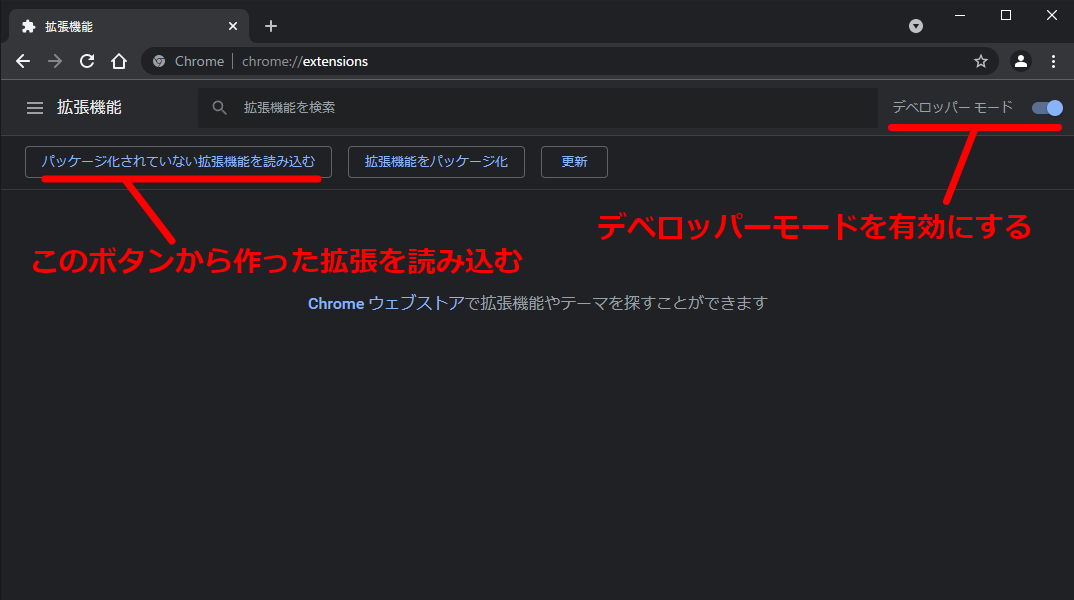 拡張機能
Chrome chrome://extensions
拡張機能 拡張機能を検索 デベロッパー モード
パッケージ化されていない拡張機能を読み込む 拡張機能をパッケージ化 更新
デベロッパーモードを有効にする
このボタンから作った拡張を読み込む
Chrome ウェブストアで拡張機能やテーマを探すことができます